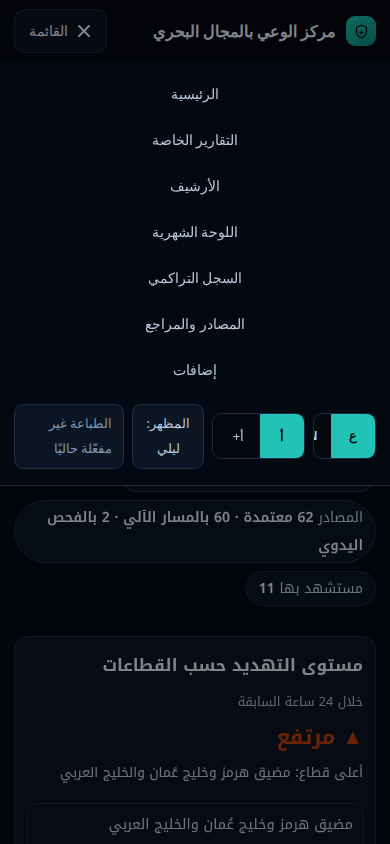 مركز الوعي بالمجال البحري
القائمة
الرئيسية
التقارير الخاصة
الأرشيف
اللوحة الشهرية
السجل التراكمي
المصادر والمراجع
إضافات
ع
أ
أ+
المظهر:
ليلي
الطباعة غير
مفعّلة حاليًا
المصادر 62 معتمدة · 60 بالمسار الآلي · 2 بالفحص
اليدوي
مستشهد بها 11
مستوى التهديد حسب القطاعات
خلال 24 ساعة السابقة
▲ مرتفع
أعلى قطاع: مضيق هرمز وخليج عُمان والخليج العربي
مضيق هرمز وخليج عُمان والخليج العربي